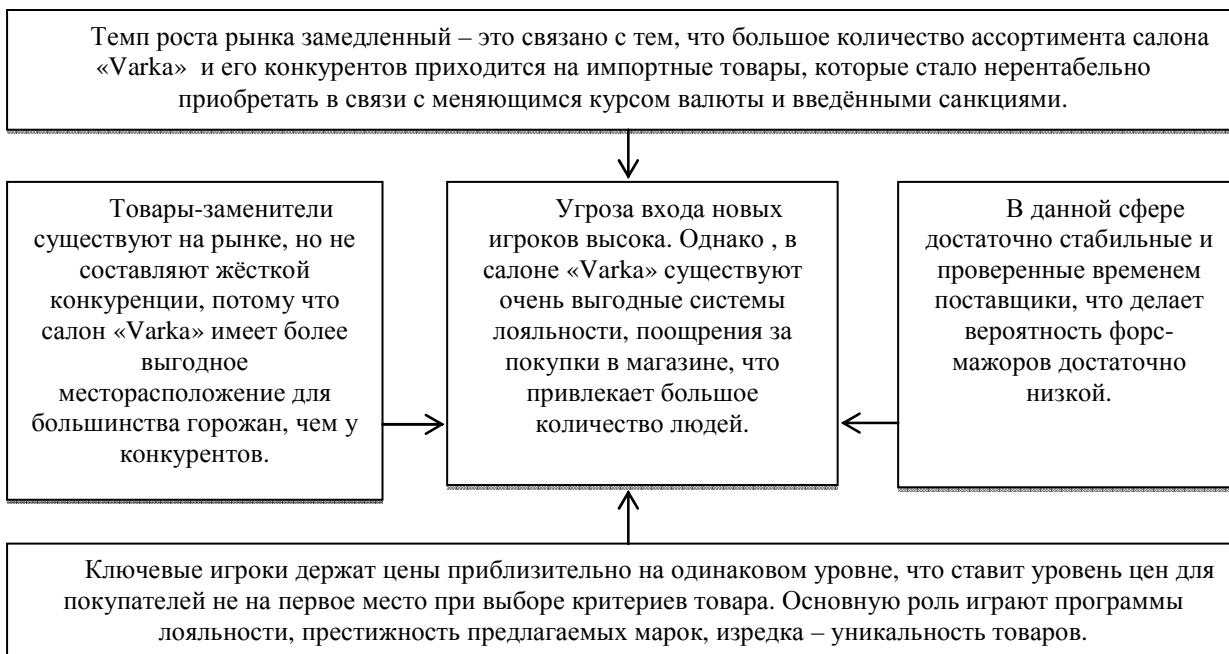 Темп роста рынка замедленный – это связано с тем, что большое количество ассортимента салона
«Varka» и его конкурентов приходится на импортные товары, которые стало нерентабельно
приобретать в связи с меняющимся курсом валюты и введёнными санкциями.
Товары-заменители
существуют на рынке, но не
составляют жёсткой
конкуренции, потому что
салон «Varka» имеет более
выгодное
месторасположение для
большинства горожан, чем у
конкурентов.
Угроза входа новых
игроков высока. Однако , в
салоне «Varka» существуют
очень выгодные системы
лояльности, поощрения за
покупки в магазине, что
привлекает большое
количество людей.
В данной сфере
достаточно стабильные и
проверенные временем
поставщики, что делает
вероятность форс-
мажоров достаточно
низкой.
Ключевые игроки держат цены приблизительно на одинаковом уровне, что ставит уровень цен для
покупателей не на первое место при выборе критериев товара. Основную роль играют программы
лояльности, престижность предлагаемых марок, изредка – уникальность товаров.